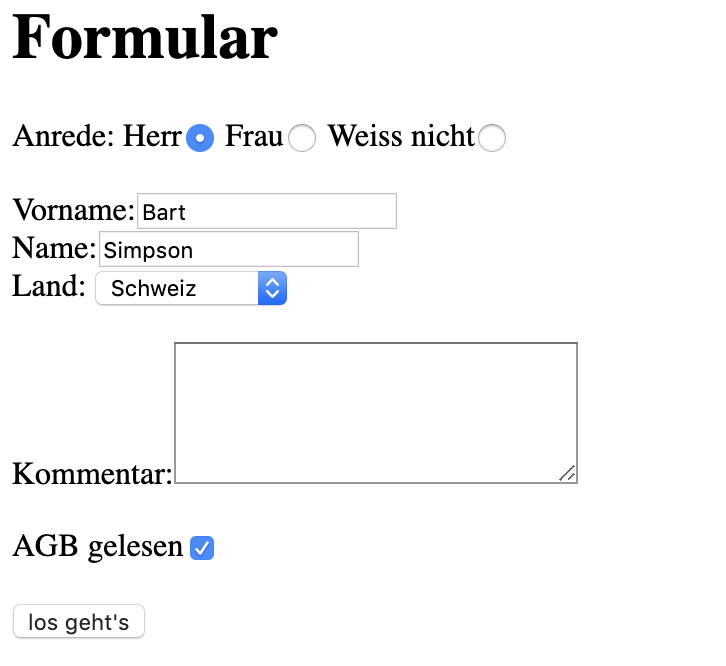 Formular
Anrede: Herr Frau Weiss nicht
Vorname: Bart
Name: Simpson
Land: Schweiz
Kommentar:
AGB gelesen
los geht's